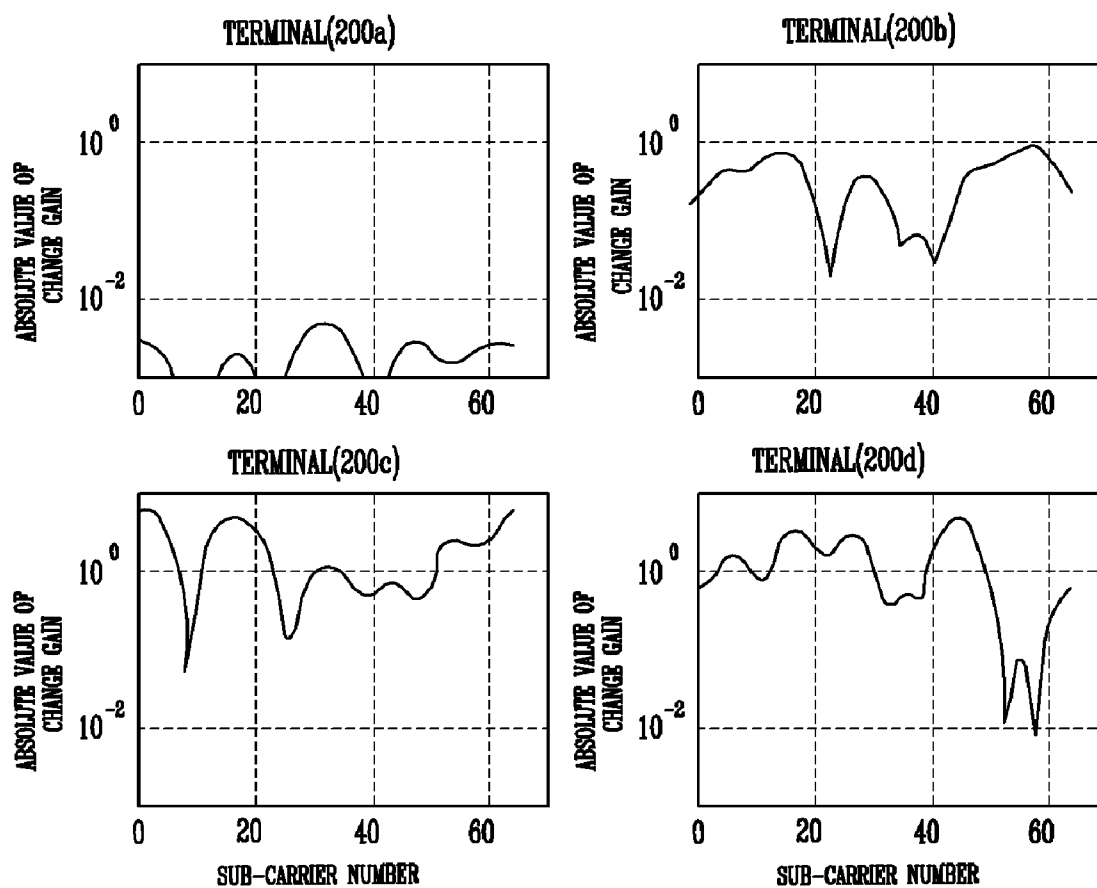 TERMINAL(200a)
ABSOLUTE VALUE OF
CHANGE GAIN
10^0
10^-2
0 20 40 60
TERMINAL(200b)
ABSOLUTE VALUE OF
CHANGE GAIN
10^0
10^-2
0 20 40 60
TERMINAL(200c)
ABSOLUTE VALUE OF
CHANGE GAIN
10^0
10^-2
0 20 40 60
SUB-CARRIER NUMBER
TERMINAL(200d)
ABSOLUTE VALUE OF
CHANGE GAIN
10^0
10^-2
0 20 40 60
SUB-CARRIER NUMBER